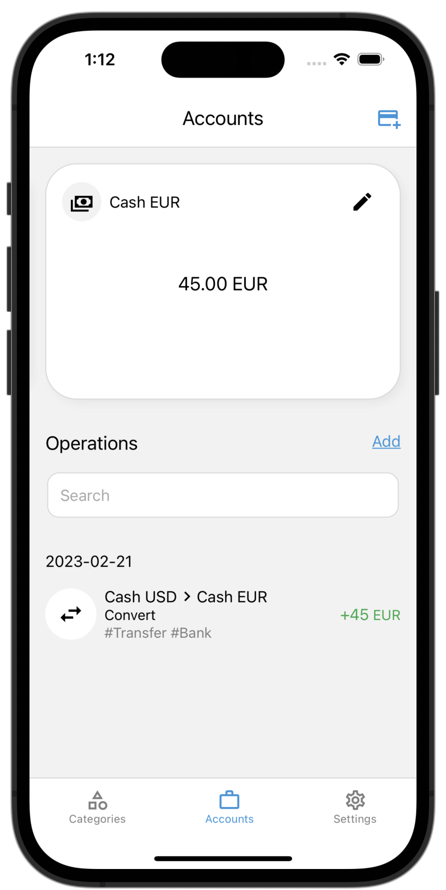 1:12
Accounts
Cash EUR
45.00 EUR
Operations
Add
Search
2023-02-21
Cash USD > Cash EUR
Convert
+45 EUR
#Transfer #Bank
Categories
Accounts
Settings